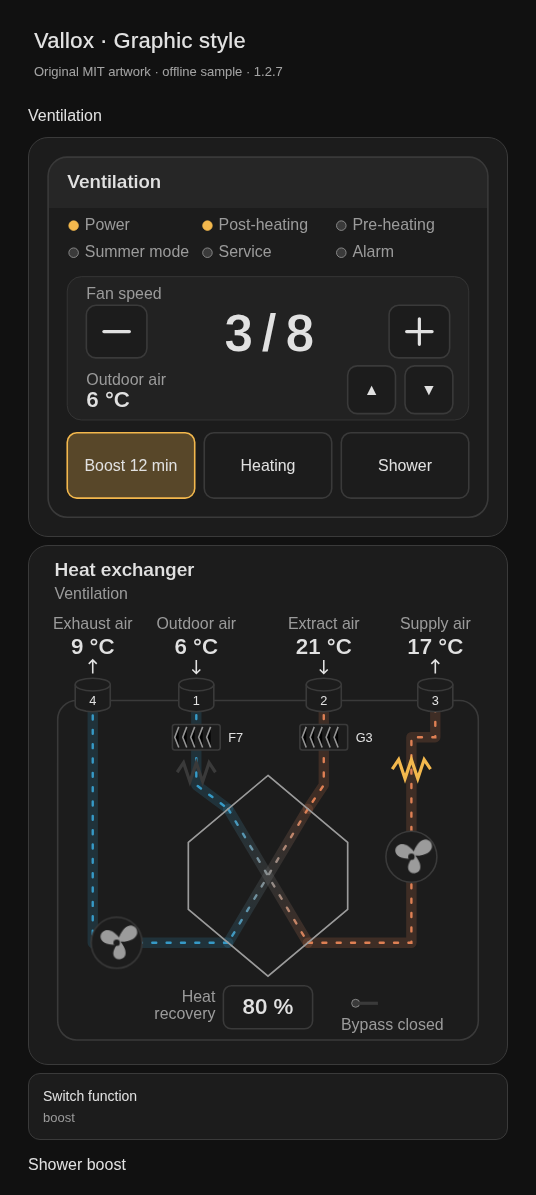 Vallox · Graphic style
Original MIT artwork · offline sample · 1.2.7
Ventilation
Ventilation
Power Post-heating Pre-heating
Summer mode Service Alarm
Fan speed
3 / 8
Outdoor air
6 °C
Boost 12 min Heating Shower
Heat exchanger
Ventilation
Exhaust air Outdoor air Extract air Supply air
9 °C 6 °C 21 °C 17 °C
4 1 2 3
F7 G3
Heat
recovery
80 %
Bypass closed
Switch function
boost
Shower boost